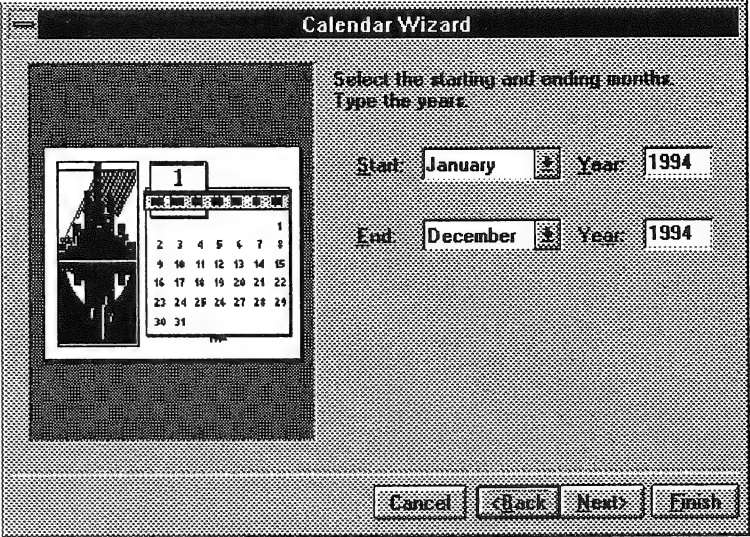 Calendar Wizard
Select the starting and ending months.
Type the years.
Start: January Year: 1994
End: December Year: 1994
1
1
2 3 4 5 6 7 8
9 10 11 12 13 14 15
16 17 18 19 20 21 22
23 24 25 26 27 28 29
30 31
Cancel <Back Next> Finish